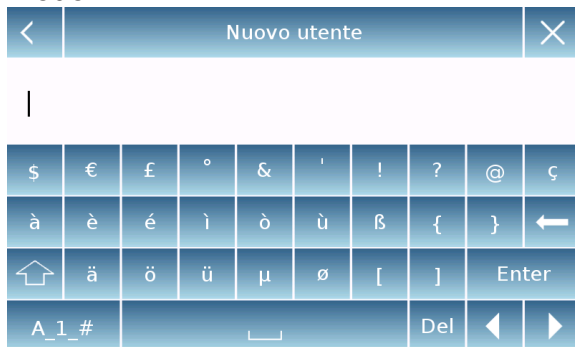 Nuovo utente
$ € £ ° & ' ! ? @ ç
à è é ì ò ù ß { }
ä ö ü µ ø [ ] Enter
A_1_# Del